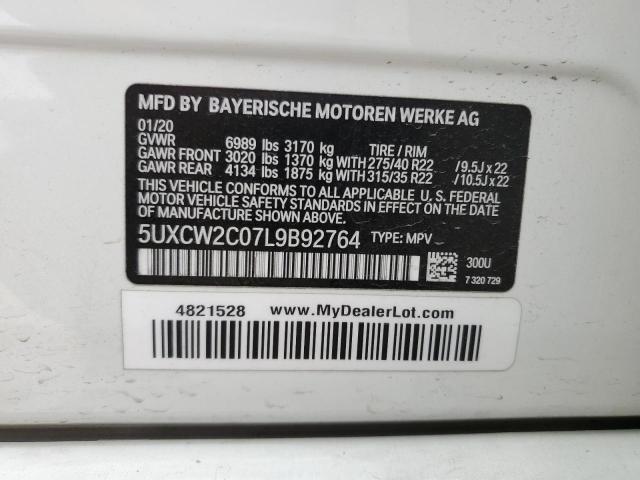 MFD BY BAYERISCHE MOTOREN WERKE AG
01/20
GVWR 6989 lbs 3170 kg TIRE / RIM
GAWR FRONT 3020 lbs 1370 kg WITH 275/40 R22 / 9.5J x 22
GAWR REAR 4134 lbs 1875 kg WITH 315/35 R22 / 10.5J x 22
THIS VEHICLE CONFORMS TO ALL APPLICABLE U. S. FEDERAL
MOTOR VEHICLE SAFETY STANDARDS IN EFFECT ON THE
DATE OF MANUFACTURE SHOWN ABOVE.
5UXCW2C07L9B92764 TYPE: MPV
300U
7 320 729
4821528 www.MyDealerLot.com